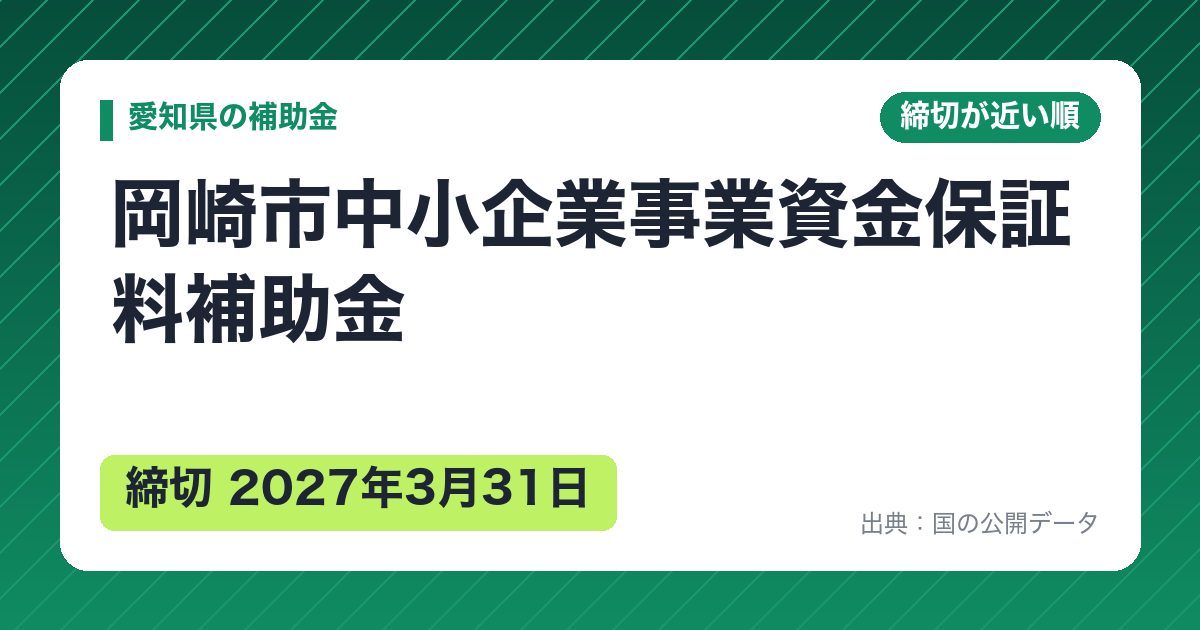 愛知県の補助金
締切が近い順
岡崎市中小企業事業資金保証
料補助金
締切 2027年3月31日
出典：国の公開データ